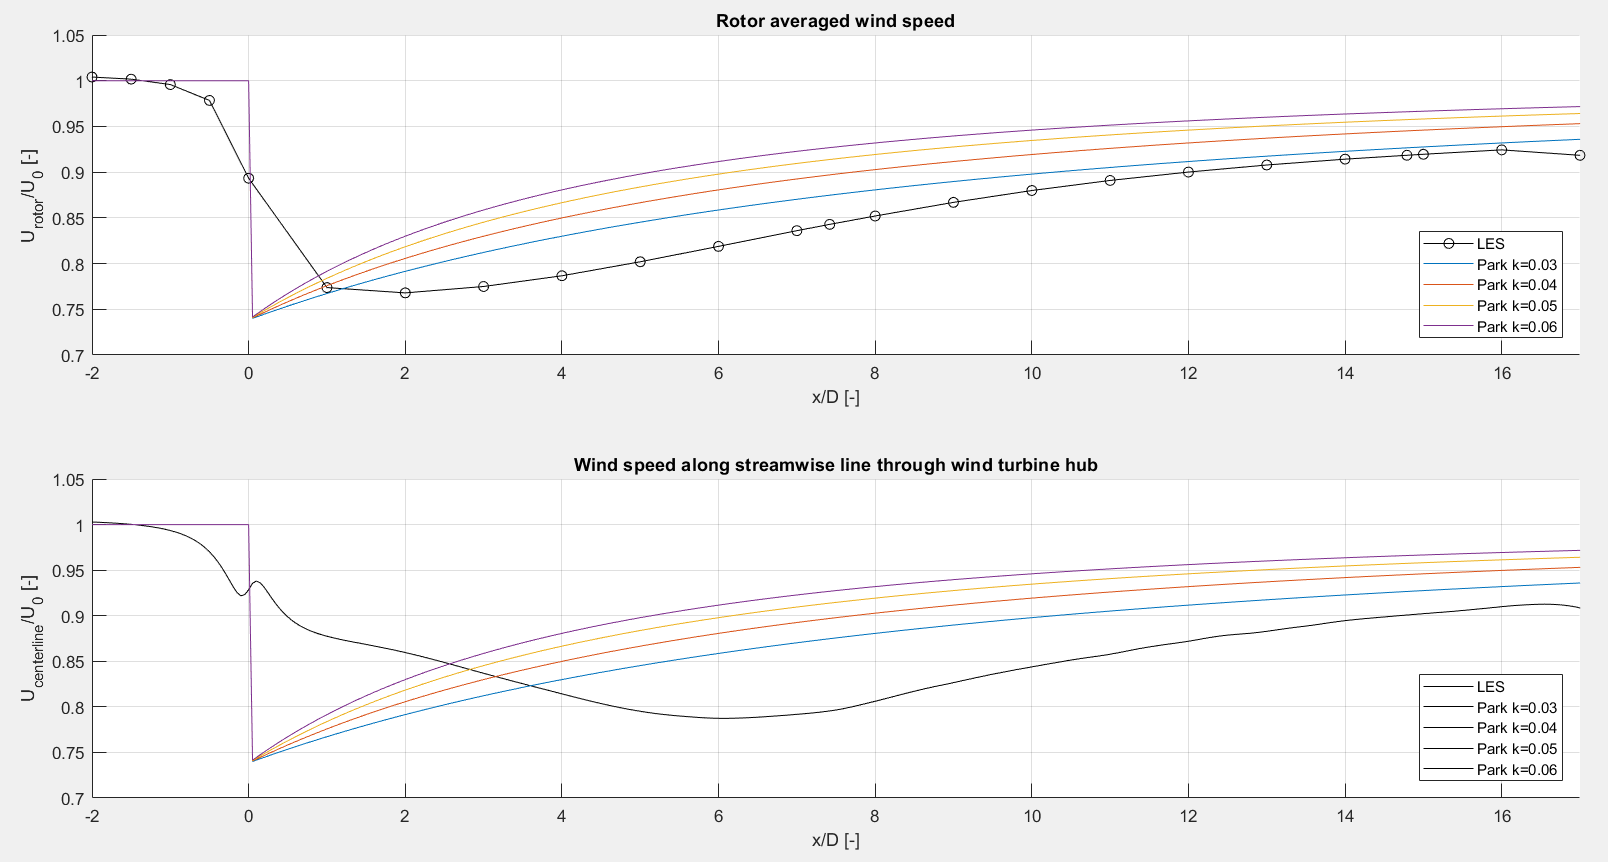 Rotor averaged wind speed
1.05
1
0.95
0.9
0.85
0.8
0.75
0.7
U_rotor/U_0 [-]
LES
Park k=0.03
Park k=0.04
Park k=0.05
Park k=0.06
-2 0 2 4 6 8 10 12 14 16
x/D [-]
Wind speed along streamwise line through wind turbine hub
1.05
1
0.95
0.9
0.85
0.8
0.75
0.7
U_centerline/U_0 [-]
LES
Park k=0.03
Park k=0.04
Park k=0.05
Park k=0.06
-2 0 2 4 6 8 10 12 14 16
x/D [-]